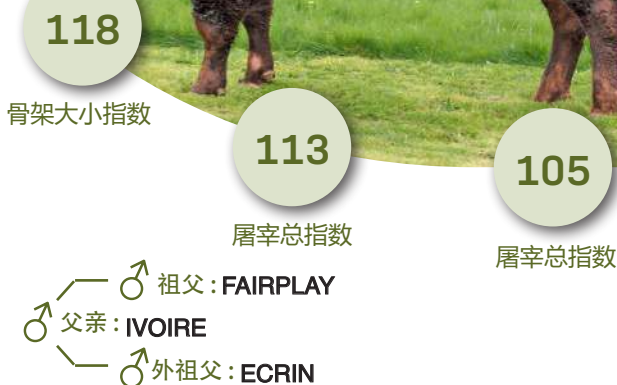 118
骨架大小指数
113
屠宰总指数
105
屠宰总指数
祖父 : FAIRPLAY
父亲 : IVOIRE
外祖父 : ECRIN